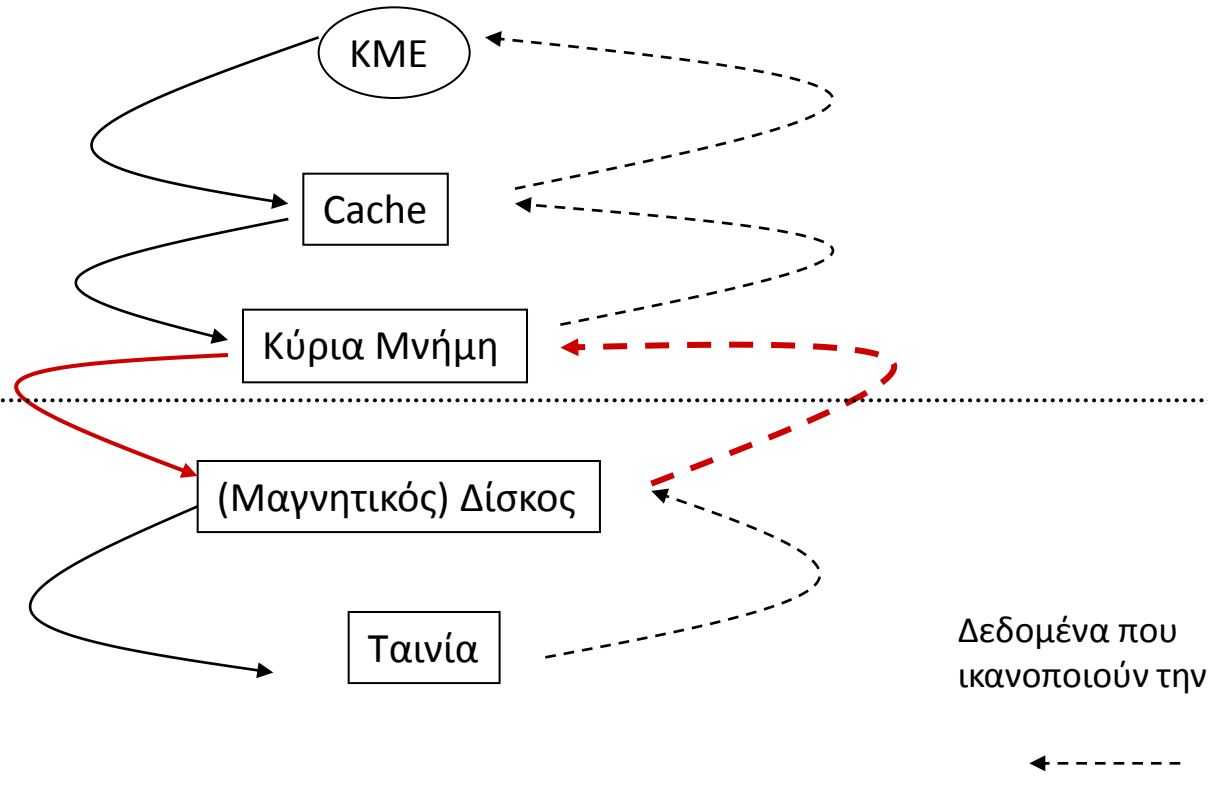 ΚΜΕ
Cache
Κύρια Μνήμη
(Μαγνητικός) Δίσκος
Ταινία
Δεδομένα που
ικανοποιούν την